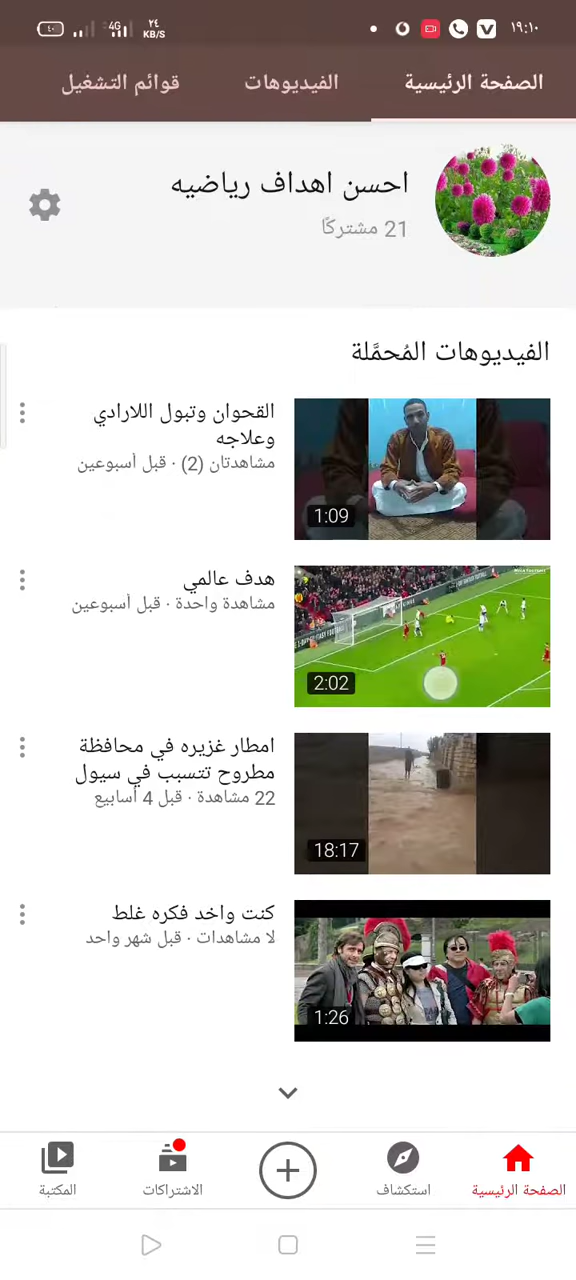 ١٩:١٠
٢٤
KB/S
4G
٤٠
الصفحة الرئيسية
الفيديوهات
قوائم التشغيل
احسن اهداف رياضيه
21 مشتركًا
الفيديوهات المُحمَّلة
القحوان وتبول اللارادي
وعلاجه
مشاهدتان (2) · قبل أسبوعين
1:09
هدف عالمي
مشاهدة واحدة · قبل أسبوعين
2:02
امطار غزيره في محافظة
مطروح تتسبب في سيول
22 مشاهدة · قبل 4 أسابيع
18:17
كنت واخد فكره غلط
لا مشاهدات · قبل شهر واحد
1:26
الصفحة الرئيسية
استكشاف
الاشتراكات
المكتبة